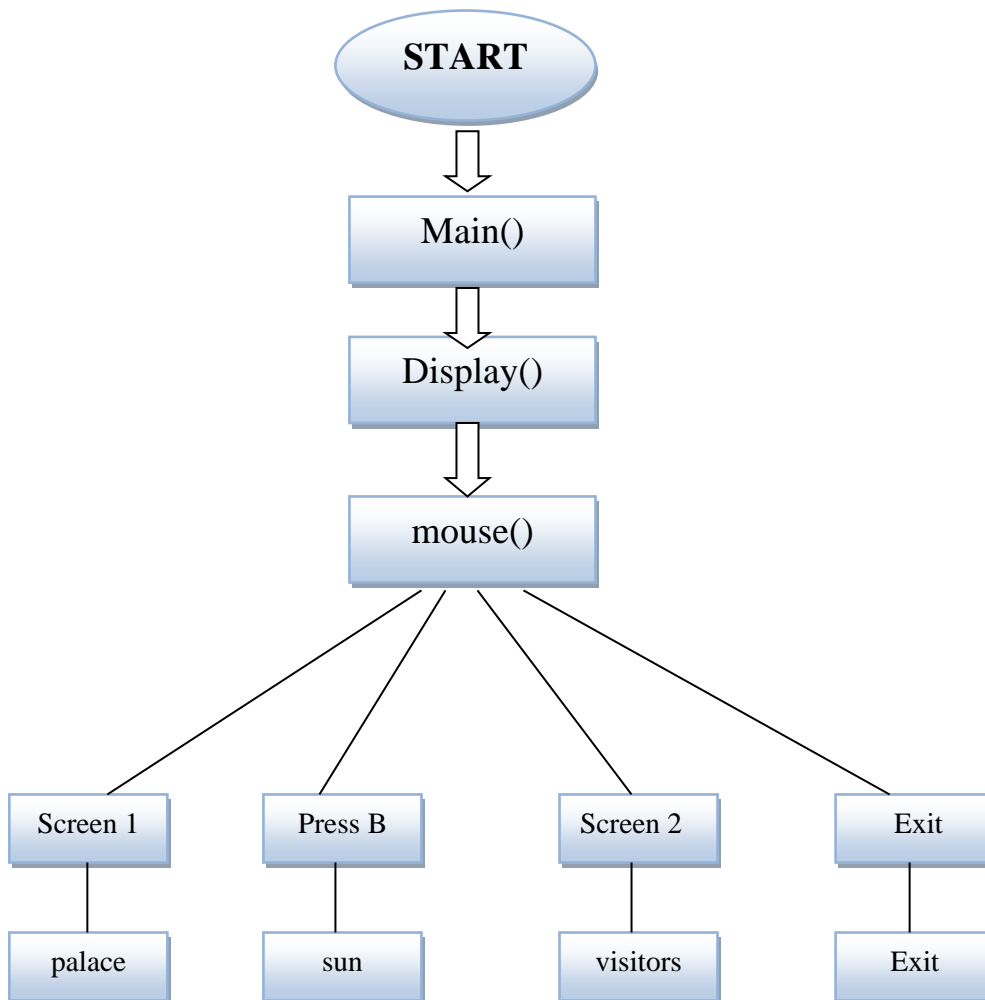 START
Main()
Display()
mouse()
Screen 1
Press B
Screen 2
Exit
palace
sun
visitors
Exit